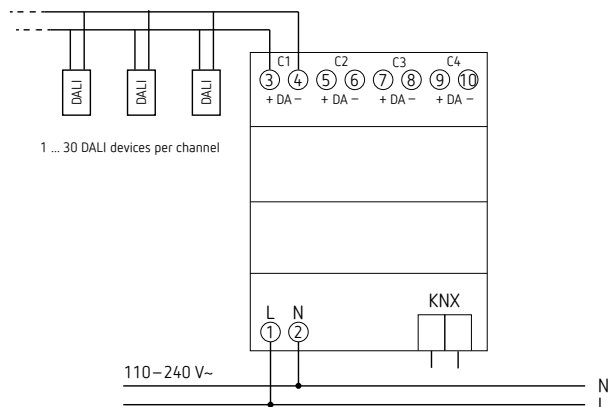 C1 C2 C3 C4
3 4 5 6 7 8 9 10
+ DA − + DA − + DA − + DA −
DALI DALI DALI
1 ... 30 DALI devices per channel
KNX
L N
1 2
110–240 V~
N
L